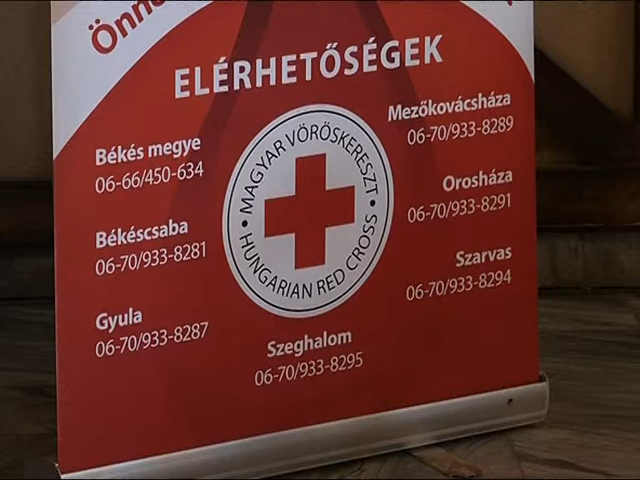 ELÉRHETŐSÉGEK
Békés megye
06-66/450-634
Békéscsaba
06-70/933-8281
Gyula
06-70/933-8287
MAGYAR VÖRÖSKERESZT
HUNGARIAN RED CROSS
Szeghalom
06-70/933-8295
Mezőkovácsháza
06-70/933-8289
Orosháza
06-70/933-8291
Szarvas
06-70/933-8294